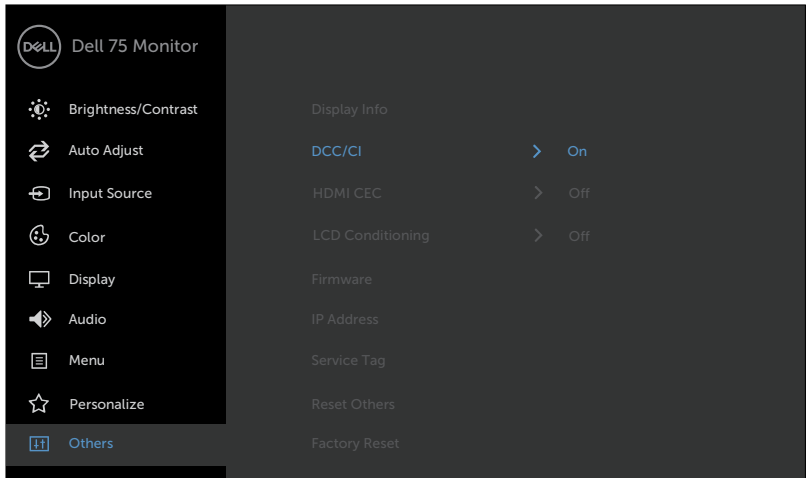 DELL Dell 75 Monitor
Brightness/Contrast
Display Info
Auto Adjust
DCC/CI On
Input Source
HDMI CEC Off
Color
LCD Conditioning Off
Display
Firmware
Audio
IP Address
Menu
Service Tag
Personalize
Reset Others
Others
Factory Reset